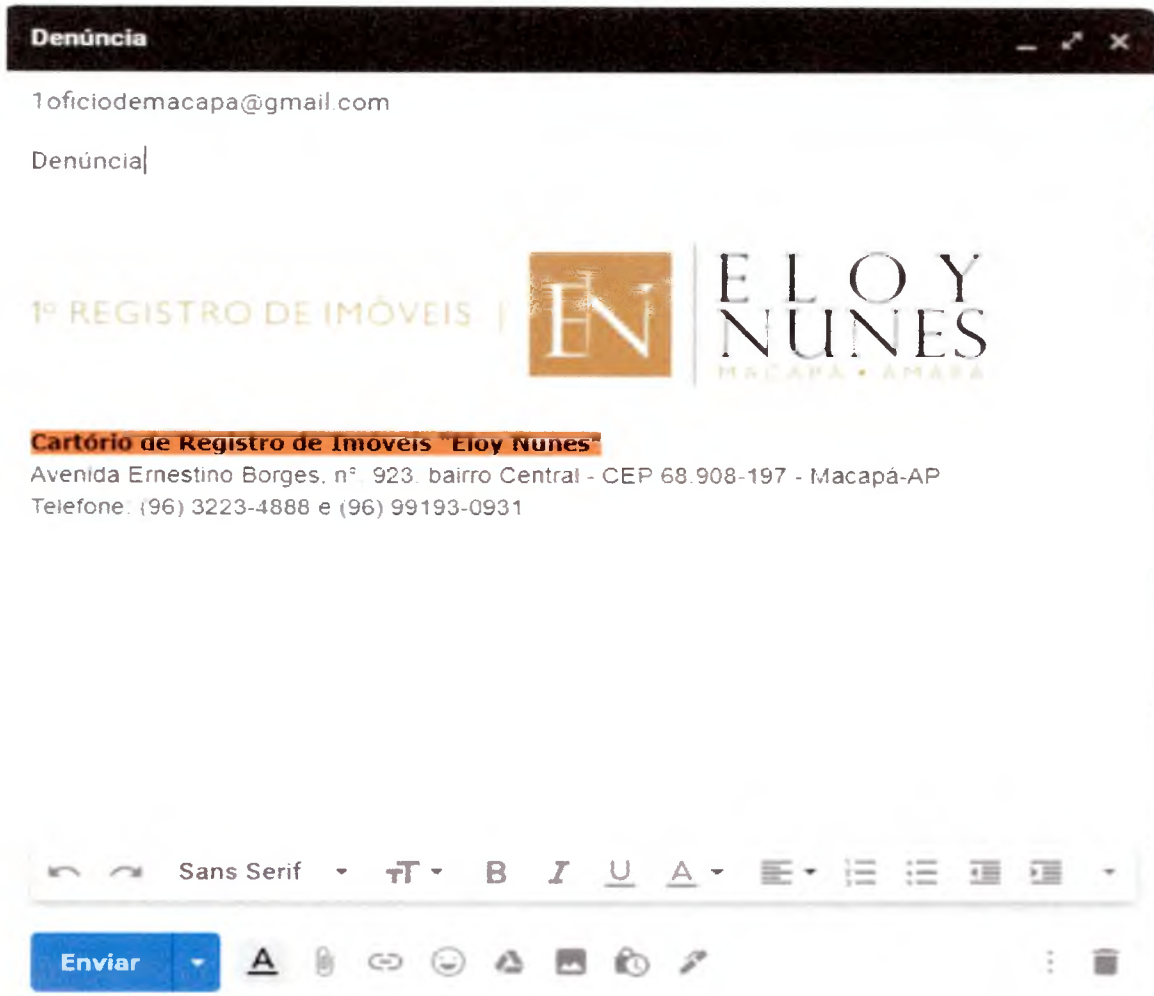 Denúncia
1oficiodemacapa@gmail.com
Denúncia
1º REGISTRO DE IMÓVEIS
EN
ELOY
NUNES
MACAPÁ • AMAPÁ
Cartório de Registro de Imóveis "Eloy Nunes"
Avenida Ernestino Borges, nº. 923, bairro Central - CEP 68.908-197 - Macapá-AP
Telefone: (96) 3223-4888 e (96) 99193-0931
Sans Serif
Enviar